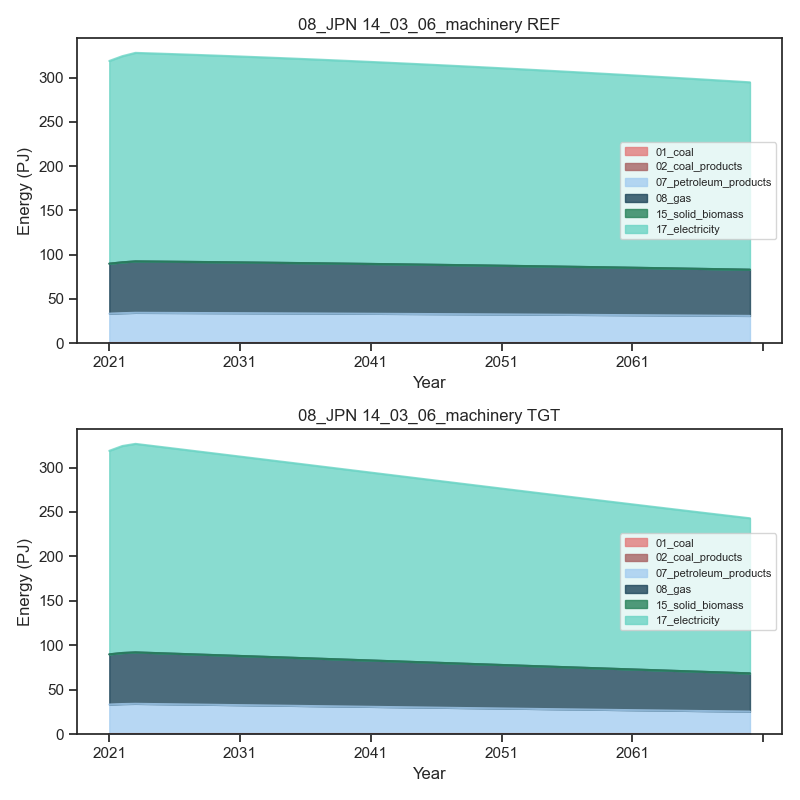 08_JPN 14_03_06_machinery REF
Energy (PJ)
300
250
200
150
100
50
0
01_coal
02_coal_products
07_petroleum_products
08_gas
15_solid_biomass
17_electricity
2021 2031 2041 2051 2061
Year
08_JPN 14_03_06_machinery TGT
Energy (PJ)
300
250
200
150
100
50
0
01_coal
02_coal_products
07_petroleum_products
08_gas
15_solid_biomass
17_electricity
2021 2031 2041 2051 2061
Year